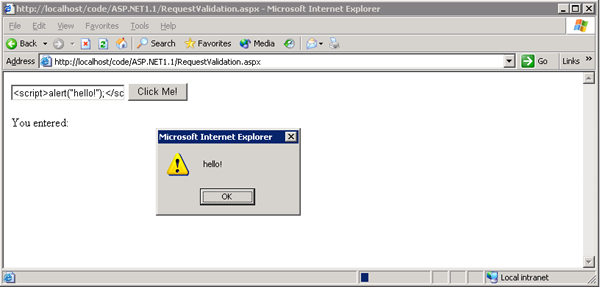 http://localhost/code/ASP.NET1.1/RequestValidation.aspx - Microsoft Internet Explorer
File Edit View Favorites Tools Help
Back Search Favorites Media
Address http://localhost/code/ASP.NET1.1/RequestValidation.aspx Go Links »
<script>alert("hello!");</sc Click Me!
You entered:
Microsoft Internet Explorer
hello!
OK
Local intranet